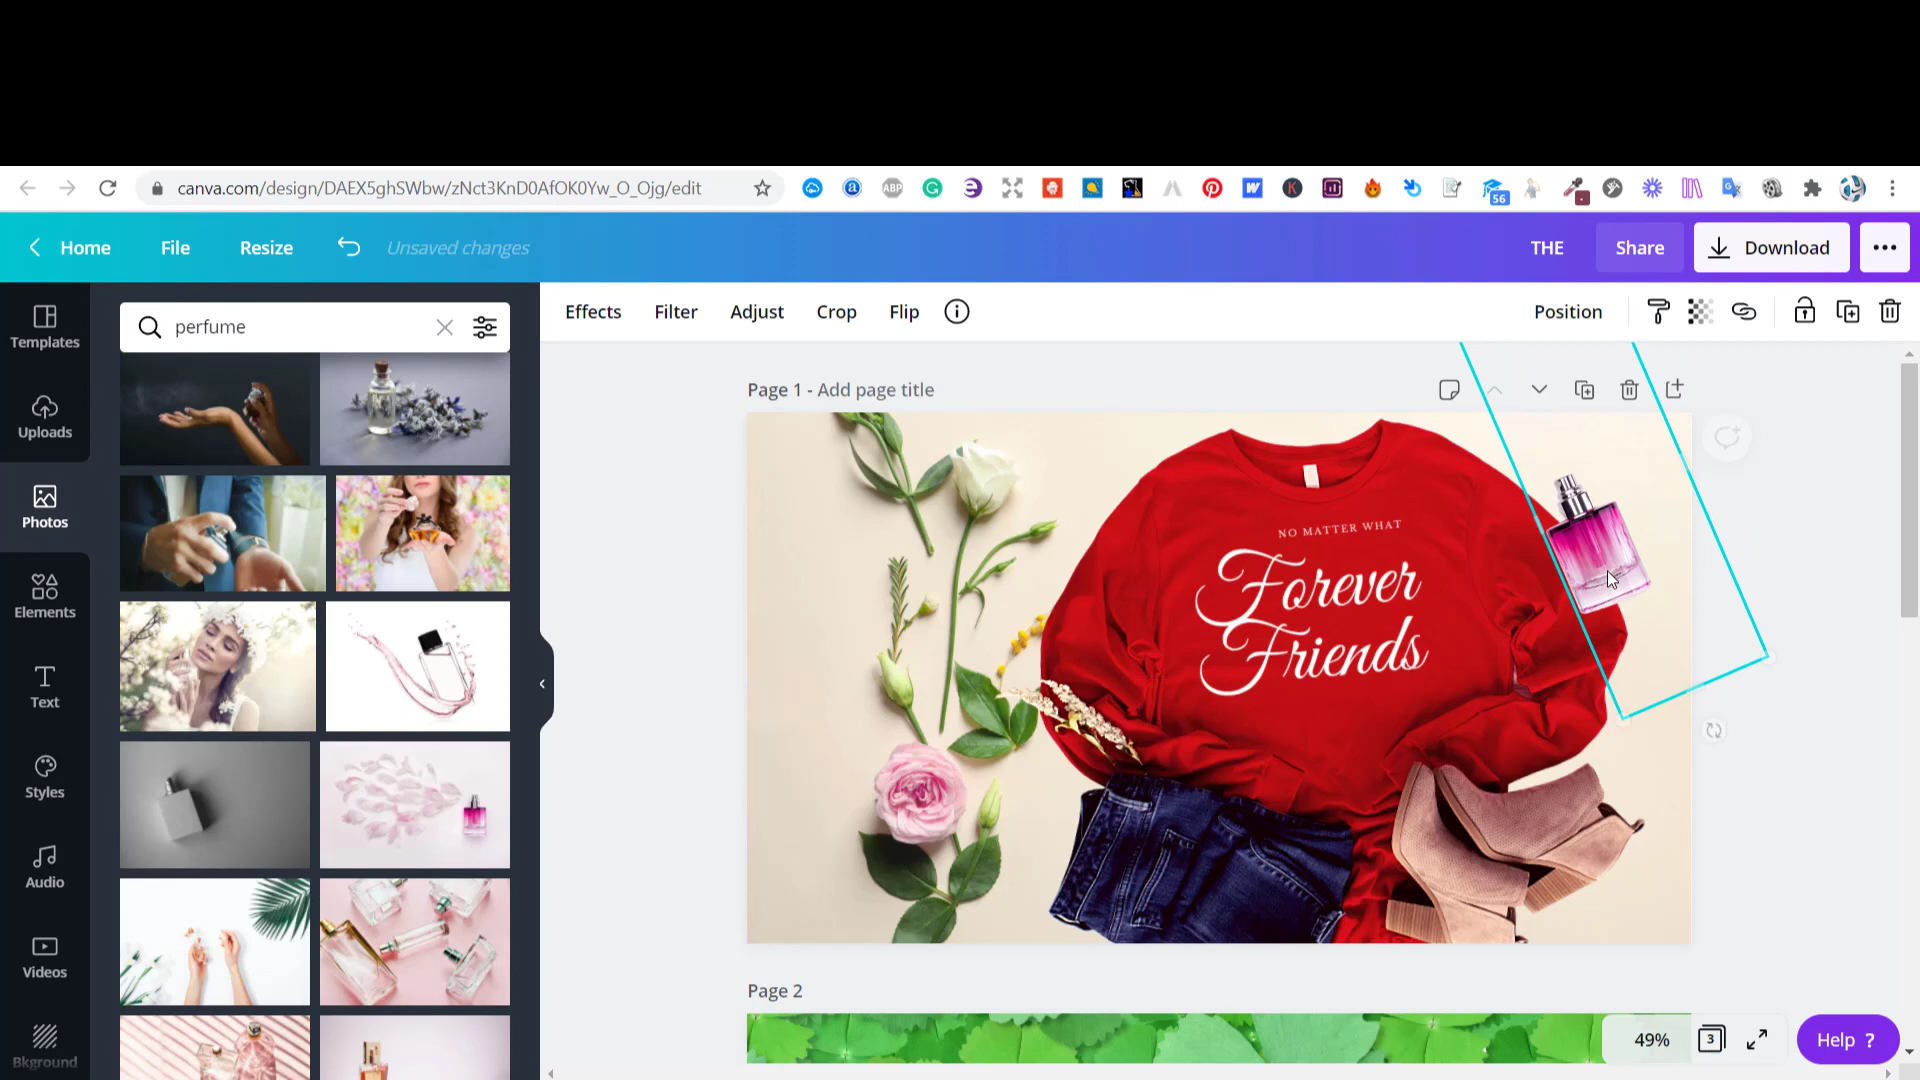 canva.com/design/DAEX5ghSWbw/zNct3KnD0AfOK0Yw_O_Ojg/edit
ABP
W
K
56
Home
File
Resize
Unsaved changes
THE
Share
Download
Templates
Uploads
Photos
Elements
Text
Styles
Audio
Videos
Bkground
perfume
Effects
Filter
Adjust
Crop
Flip
Position
Page 1 - Add page title
NO MATTER WHAT
Forever
Friends
Page 2
49%
3
Help ?